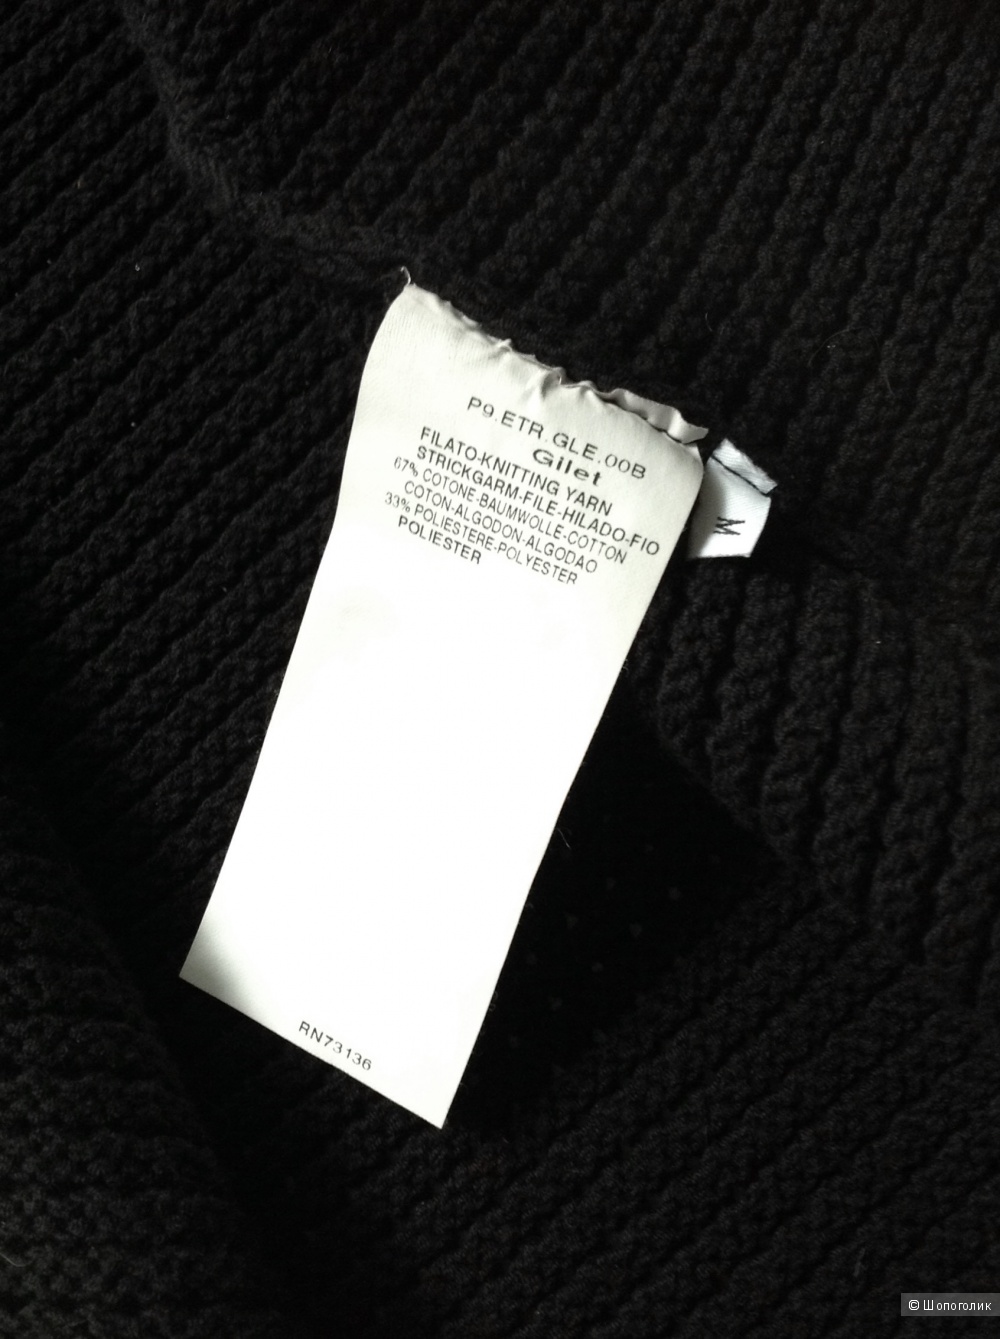 P9.ETR.GLE.00B
Gilet
FILATO-KNITTING YARN
STRICKGARM-FILE-HILADO-FIO
67% COTONE-BAUMWOLLE-COTTON
COTON-ALGODON-ALGODAO
33% POLIESTERE-POLYESTER
POLIESTER
M
RN73136
© Шопоголик